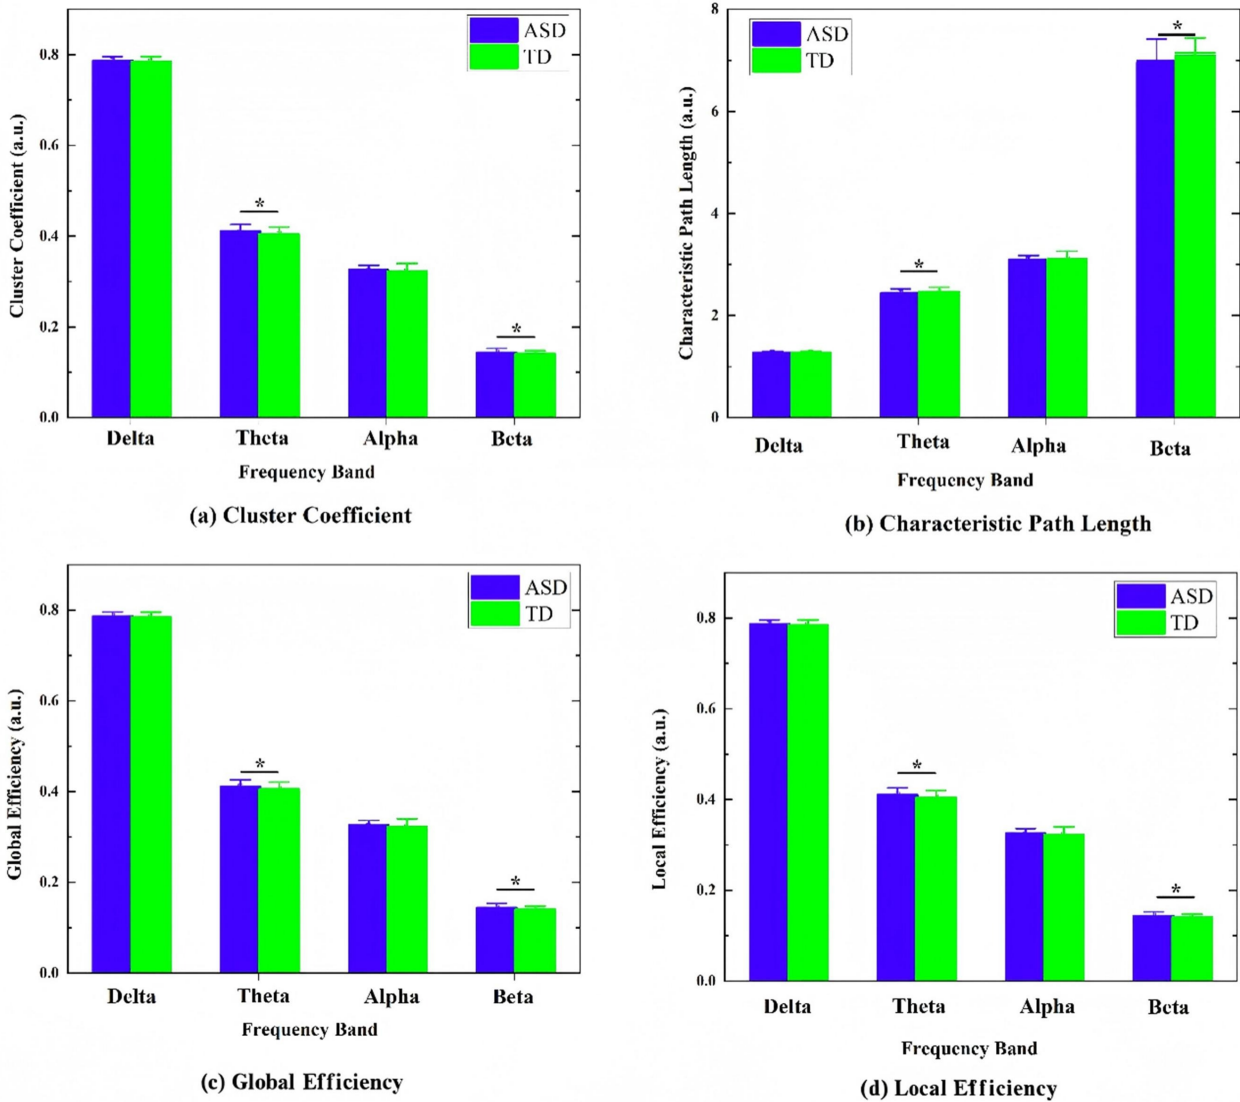 ASD
TD
0.8
0.6
0.4
0.2
0.0
Cluster Coefficient (a.u.)
*
*
Delta Theta Alpha Beta
Frequency Band
(a) Cluster Coefficient
ASD
TD
8
6
4
2
0
Characteristic Path Length (a.u.)
*
*
Delta Theta Alpha Beta
Frequency Band
(b) Characteristic Path Length
ASD
TD
0.8
0.6
0.4
0.2
0.0
Global Efficiency (a.u.)
*
*
Delta Theta Alpha Beta
Frequency Band
(c) Global Efficiency
ASD
TD
0.8
0.6
0.4
0.2
0.0
Local Efficiency (a.u.)
*
*
Delta Theta Alpha Beta
Frequency Band
(d) Local Efficiency